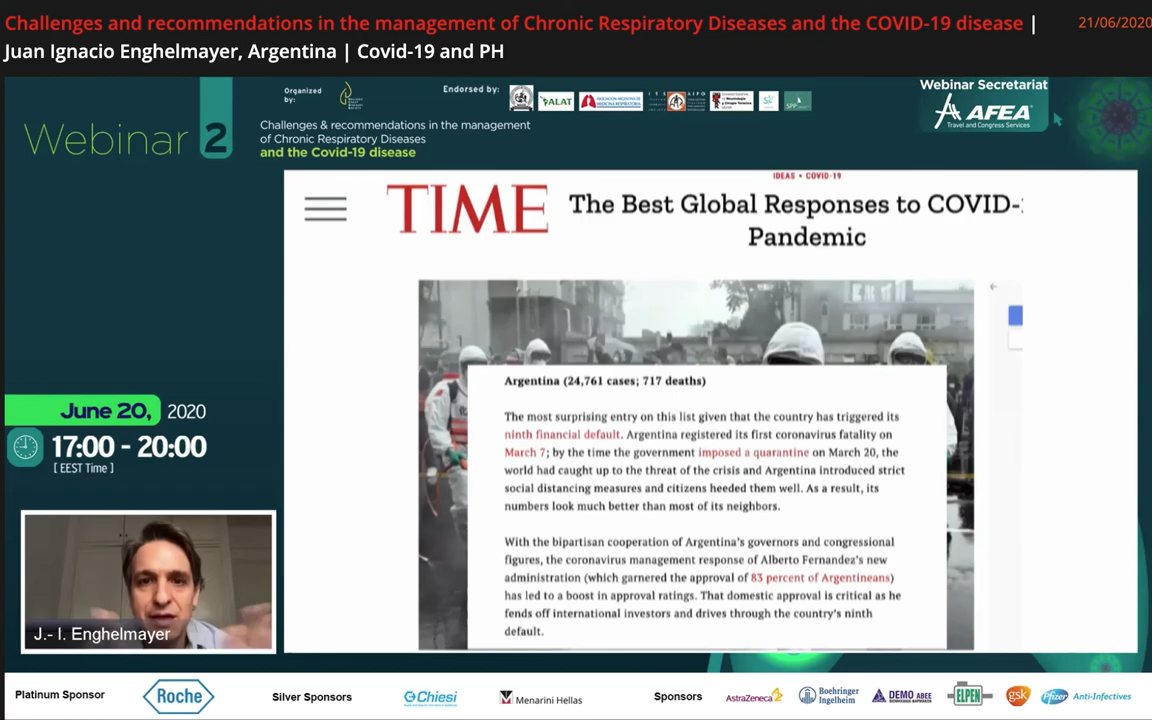 Challenges and recommendations in the management of Chronic Respiratory Diseases and the COVID-19 disease |
21/06/2020
Juan Ignacio Enghelmayer, Argentina | Covid-19 and PH
Webinar 2
Organized
by:
Endorsed by:
ALAT
Challenges & recommendations in the management
of Chronic Respiratory Diseases
and the Covid-19 disease
Webinar Secretariat
AFEA
Travel and Congress Services
IDEAS • COVID-19
TIME
The Best Global Responses to COVID-
Pandemic
Argentina (24,761 cases; 717 deaths)
The most surprising entry on this list given that the country has triggered its
ninth financial default. Argentina registered its first coronavirus fatality on
March 7; by the time the government imposed a quarantine on March 20, the
world had caught up to the threat of the crisis and Argentina introduced strict
social distancing measures and citizens heeded them well. As a result, its
numbers look much better than most of its neighbors.
With the bipartisan cooperation of Argentina's governors and congressional
figures, the coronavirus management response of Alberto Fernandez's new
administration (which garnered the approval of 83 percent of Argentineans)
has led to a boost in approval ratings. That domestic approval is critical as he
fends off international investors and drives through the country's ninth
default.
June 20, 2020
17:00 - 20:00
[ EEST Time ]
J.- I. Enghelmayer
Platinum Sponsor
Roche
Silver Sponsors
Chiesi
Menarini Hellas
Sponsors
AstraZeneca
Boehringer
Ingelheim
DEMO ABEE
ELPEN
gsk
Pfizer Anti-Infectives